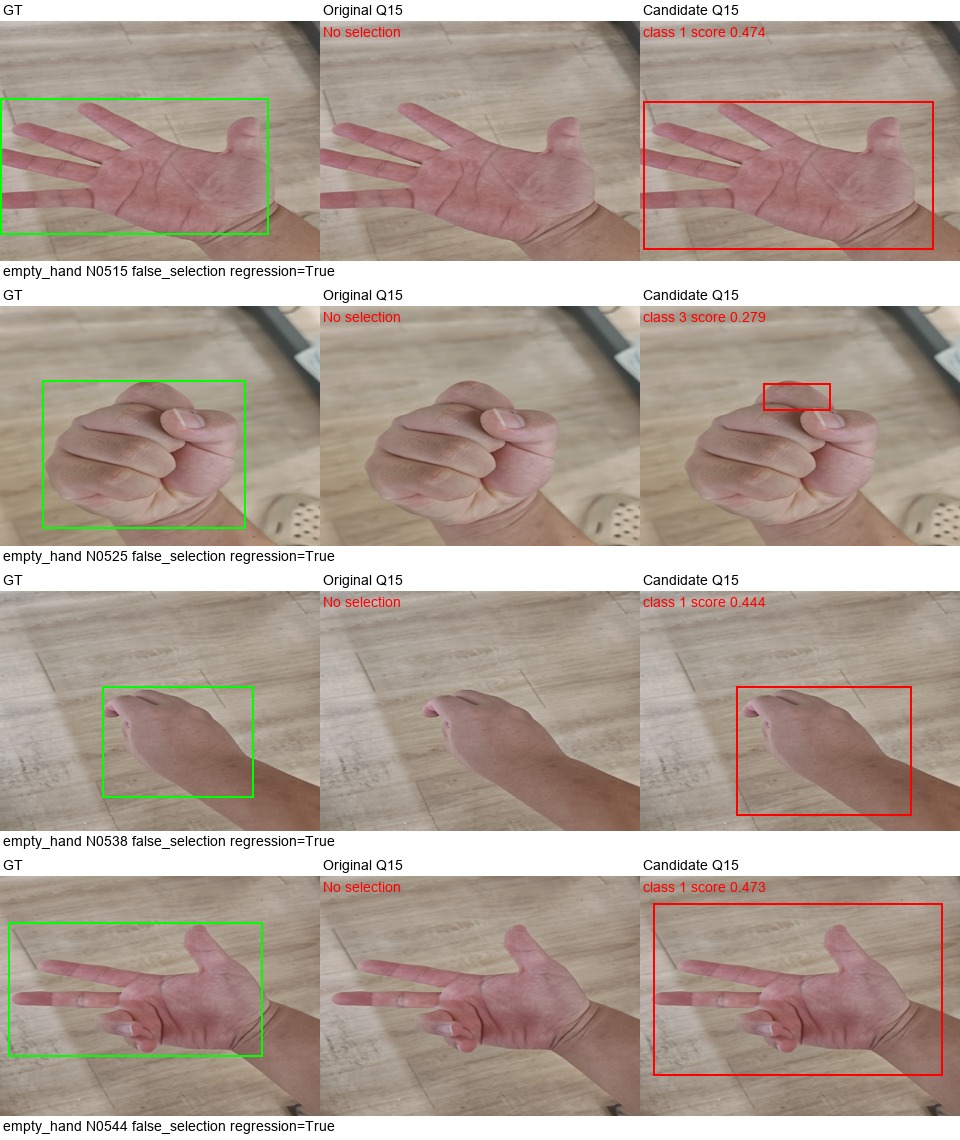 GT Original Q15 Candidate Q15
No selection class 1 score 0.474
empty_hand N0515 false_selection regression=True
GT Original Q15 Candidate Q15
No selection class 3 score 0.279
empty_hand N0525 false_selection regression=True
GT Original Q15 Candidate Q15
No selection class 1 score 0.444
empty_hand N0538 false_selection regression=True
GT Original Q15 Candidate Q15
No selection class 1 score 0.473
empty_hand N0544 false_selection regression=True